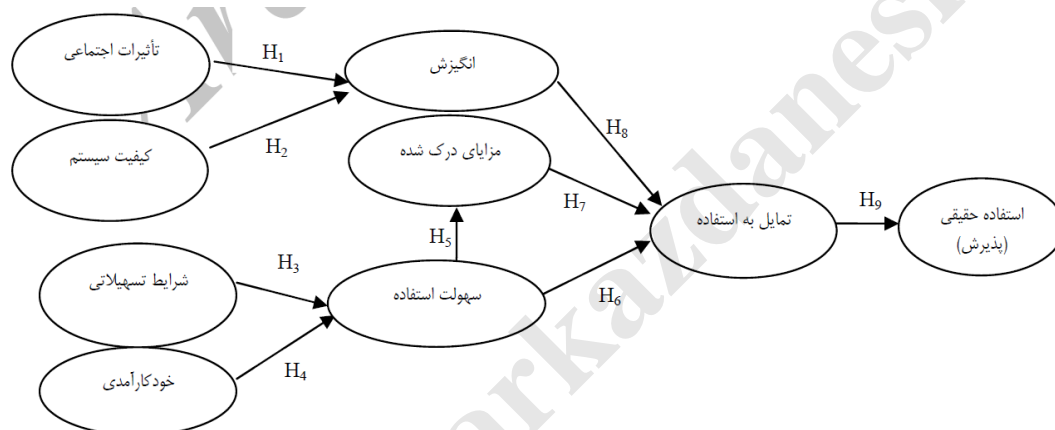 تأثیرات اجتماعی
H1
انگیزش
کیفیت سیستم
H2
H8
مزایای درک شده
H7
تمایل به استفاده
H9
استفاده حقیقی
(پذیرش)
H5
شرایط تسهیلاتی
H3
سهولت استفاده
H6
خودکارآمدی
H4
arkazdanesh